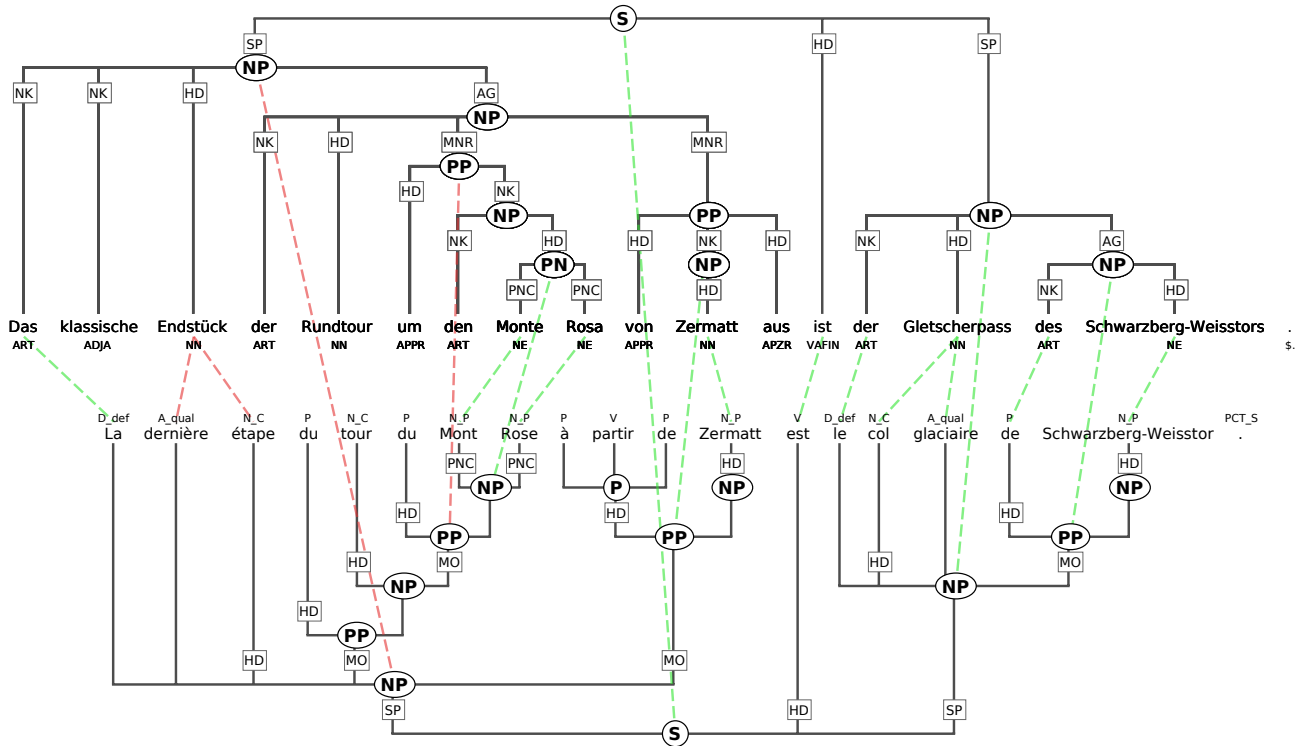 S
SP HD SP
NP
NK NK HD AG
NP
NK HD MNR MNR
PP
HD NK
NP PP NP
NK HD HD NK HD NK HD AG
PN NP NP
PNC PNC HD NK HD
Das klassische Endstück der Rundtour um den Monte Rosa von Zermatt aus ist der Gletscherpass des Schwarzberg-Weisstors .
ART ADJA NN ART NN APPR ART NE NE APPR NN APZR VAFIN ART NN ART NE $.
D_def A_qual N_C P N_C P N_P N_P P V P N_P V D_def N_C A_qual P N_P PCT_S
La dernière étape du tour du Mont Rose à partir de Zermatt est le col glaciaire de Schwarzberg-Weisstor .
PNC PNC HD HD
NP P NP NP
HD HD HD
PP PP PP
HD MO HD MO
NP NP
HD
PP
HD MO MO
NP
SP HD SP
S